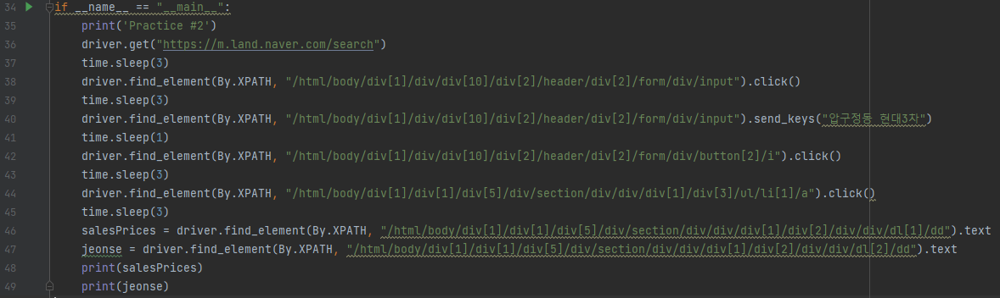 34 if __name__ == "__main__":
35 print('Practice #2')
36 driver.get("https://m.land.naver.com/search")
37 time.sleep(3)
38 driver.find_element(By.XPATH, "/html/body/div[1]/div/div[10]/div[2]/header/div[2]/form/div/input").click()
39 time.sleep(3)
40 driver.find_element(By.XPATH, "/html/body/div[1]/div/div[10]/div[2]/header/div[2]/form/div/input").send_keys("압구정동 현대3차")
41 time.sleep(1)
42 driver.find_element(By.XPATH, "/html/body/div[1]/div/div[10]/div[2]/header/div[2]/form/div/button[2]/i").click()
43 time.sleep(3)
44 driver.find_element(By.XPATH, "/html/body/div[1]/div[1]/div[5]/div/section/div/div/div[1]/div[3]/ul/li[1]/a").click()
45 time.sleep(3)
46 salesPrices = driver.find_element(By.XPATH, "/html/body/div[1]/div[1]/div[5]/div/section/div/div/div[1]/div[2]/div/div/dl[1]/dd").text
47 jeonse = driver.find_element(By.XPATH, "/html/body/div[1]/div[1]/div[5]/div/section/div/div/div[1]/div[2]/div/div/dl[2]/dd").text
48 print(salesPrices)
49 print(jeonse)